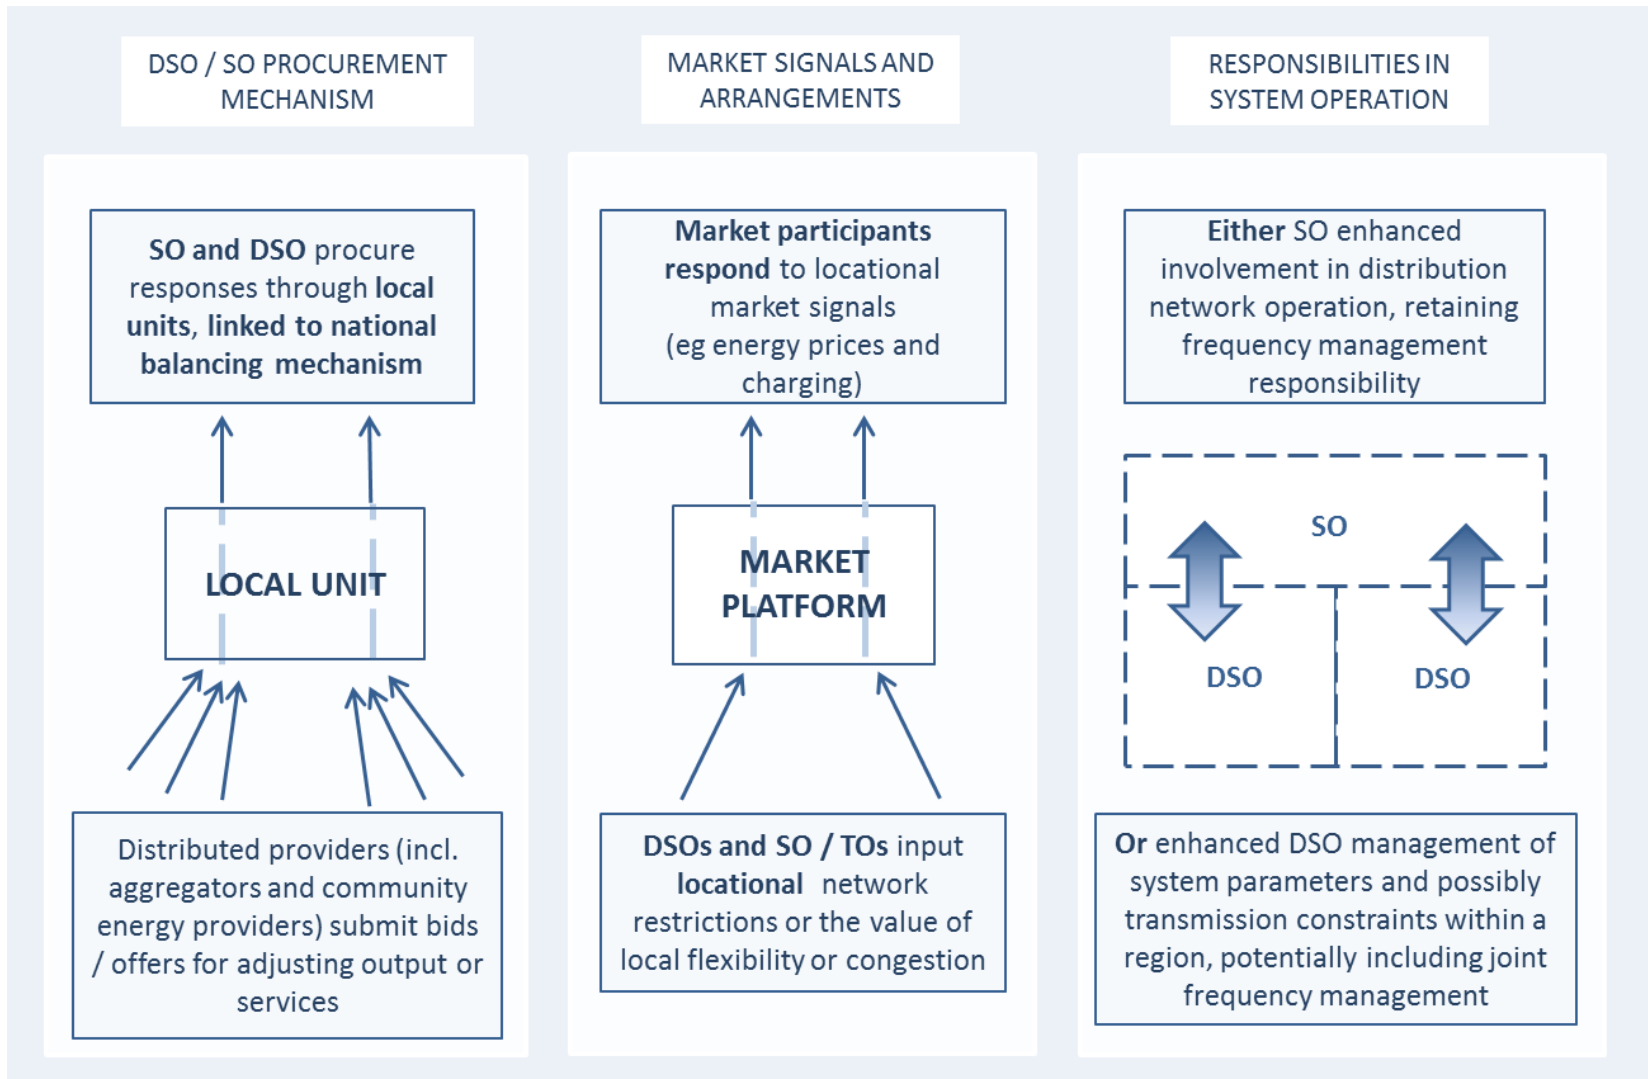 DSO / SO PROCUREMENT
MECHANISM
SO and DSO procure
responses through local
units, linked to national
balancing mechanism
LOCAL UNIT
Distributed providers (incl.
aggregators and community
energy providers) submit bids
/ offers for adjusting output or
services
MARKET SIGNALS AND
ARRANGEMENTS
Market participants
respond to locational
market signals
(eg energy prices and
charging)
MARKET
PLATFORM
DSOs and SO / TOs input
locational network
restrictions or the value of
local flexibility or congestion
RESPONSIBILITIES IN
SYSTEM OPERATION
Either SO enhanced
involvement in distribution
network operation, retaining
frequency management
responsibility
SO
DSO
DSO
Or enhanced DSO management of
system parameters and possibly
transmission constraints within a
region, potentially including joint
frequency management